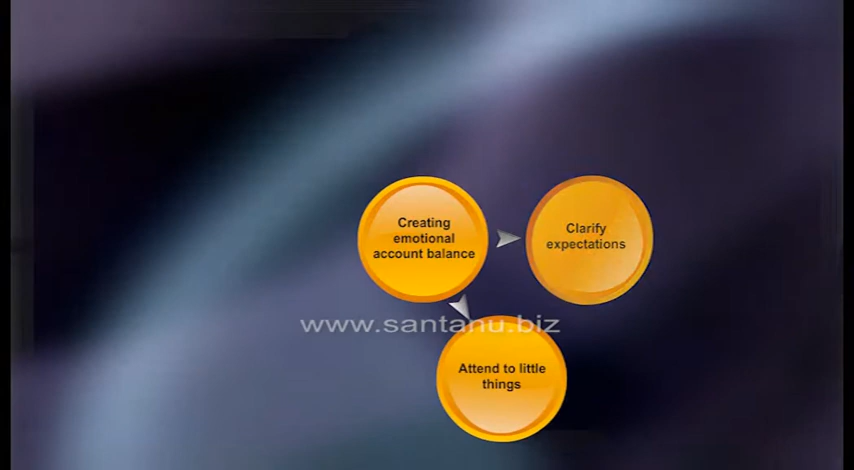 Creating
emotional
account balance
Clarify
expectations
www.santanu.biz
Attend to little
things